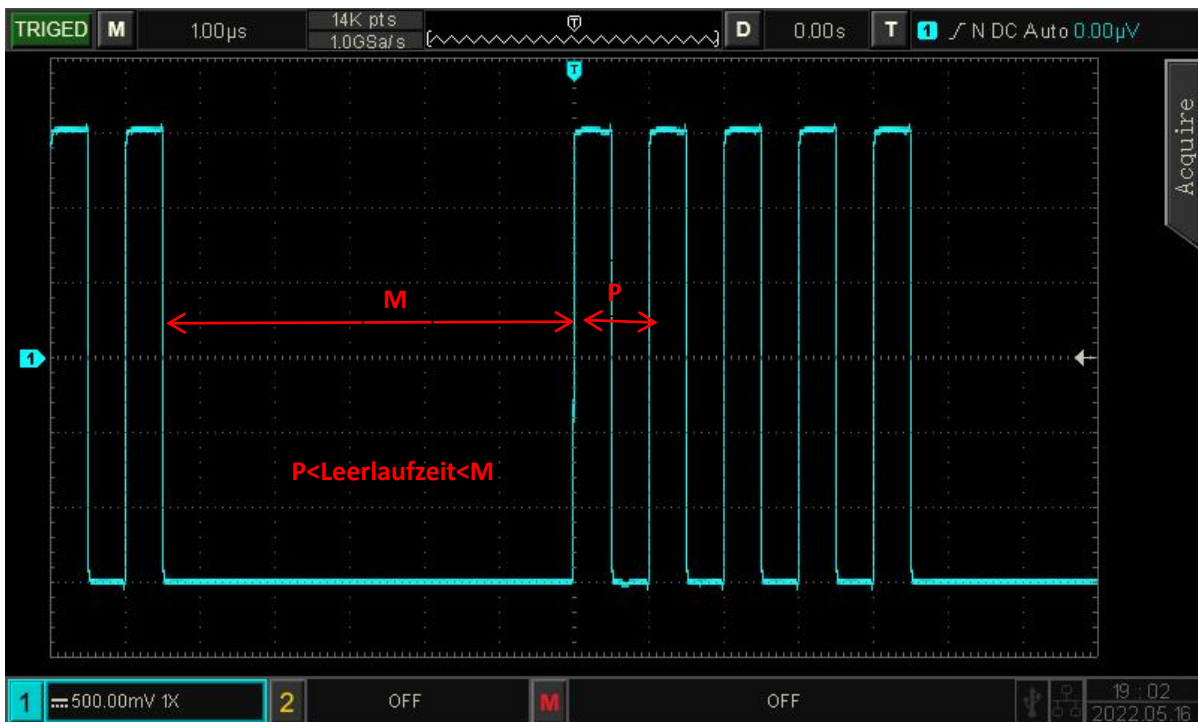 TRIGED M 1.00μs 14K pts T D 0.00s T 1 N DC Auto 0.00μV
1.0GSa/s
T
Acquire
M P
1
P<Leerlaufzeit<M
1 500.00mV 1X 2 OFF M OFF 19:02
2022.05.16